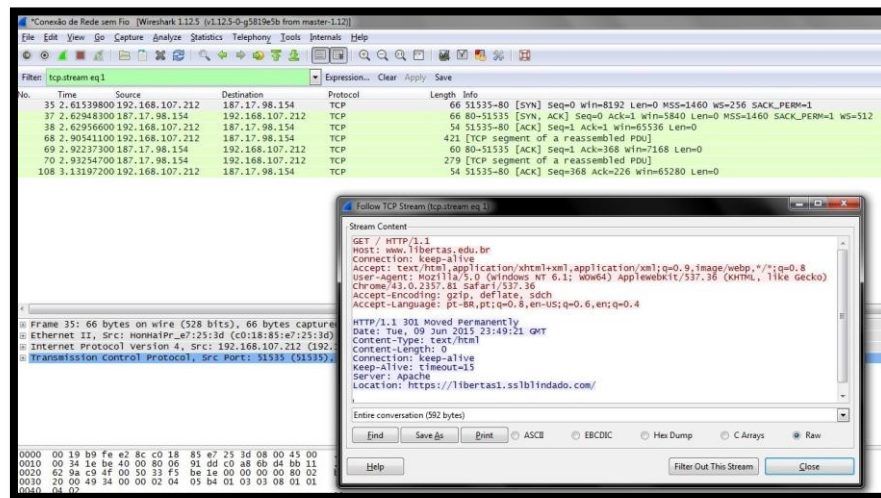 *Conexão de Rede sem Fio [Wireshark 1.12.5 (v1.12.5-0-g5819e5b from master-1.12)]
File Edit View Go Capture Analyze Statistics Telephony Tools Internals Help
Filter: tcp.stream eq 1 Expression... Clear Apply Save
No. Time Source Destination Protocol Length Info
35 2.61539800 192.168.107.212 187.17.98.154 TCP 66 51535→80 [SYN] Seq=0 Win=8192 Len=0 MSS=1460 WS=256 SACK_PERM=1
37 2.62948300 187.17.98.154 192.168.107.212 TCP 66 80→51535 [SYN, ACK] Seq=0 Ack=1 Win=5840 Len=0 MSS=1460 SACK_PERM=1 WS=512
38 2.62956600 192.168.107.212 187.17.98.154 TCP 54 51535→80 [ACK] Seq=1 Ack=1 Win=65536 Len=0
68 2.90541100 192.168.107.212 187.17.98.154 TCP 421 [TCP segment of a reassembled PDU]
69 2.92237300 187.17.98.154 192.168.107.212 TCP 60 80→51535 [ACK] Seq=1 Ack=368 Win=7168 Len=0
70 2.93254700 187.17.98.154 192.168.107.212 TCP 279 [TCP segment of a reassembled PDU]
108 3.13197200 192.168.107.212 187.17.98.154 TCP 54 51535→80 [ACK] Seq=368 Ack=226 Win=65280 Len=0
Follow TCP Stream (tcp.stream eq 1)
Stream Content
GET / HTTP/1.1
Host: www.libertas.edu.br
Connection: keep-alive
Accept: text/html,application/xhtml+xml,application/xml;q=0.9,image/webp,*/*;q=0.8
User-Agent: Mozilla/5.0 (Windows NT 6.1; WOW64) AppleWebKit/537.36 (KHTML, like Gecko)
Chrome/43.0.2357.81 Safari/537.36
Accept-Encoding: gzip, deflate, sdch
Accept-Language: pt-BR,pt;q=0.8,en-US;q=0.6,en;q=0.4
HTTP/1.1 301 Moved Permanently
Date: Tue, 09 Jun 2015 23:49:21 GMT
Content-Type: text/html
Content-Length: 0
Connection: keep-alive
Keep-Alive: timeout=15
Server: Apache
Location: https://libertas1.sslblindado.com/
Entire conversation (592 bytes)
Find Save As Print ASCII EBCDIC Hex Dump C Arrays Raw
Help Filter Out This Stream Close
Frame 35: 66 bytes on wire (528 bits), 66 bytes capture
Ethernet II, Src: HonHaiPr_e7:25:3d (c0:18:85:e7:25:3d)
Internet Protocol Version 4, Src: 192.168.107.212 (192.
Transmission Control Protocol, Src Port: 51535 (51535),
0000 00 19 b9 fe e2 8c c0 18 85 e7 25 3d 08 00 45 00
0010 00 34 1e be 40 00 80 06 91 dd c0 a8 6b d4 bb 11
0020 62 9a c9 4f 00 50 33 f5 be 1e 00 00 00 00 80 02
0030 20 00 49 34 00 00 02 04 05 b4 01 03 03 08 01 01
0040 04 02